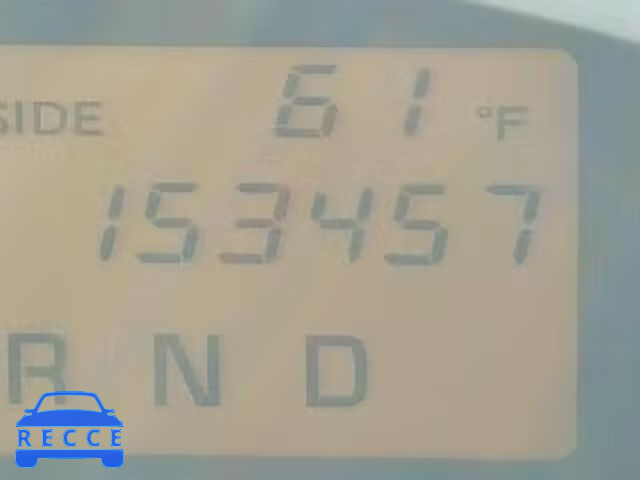 SIDE 61 °F
153457
R N D
RECCE